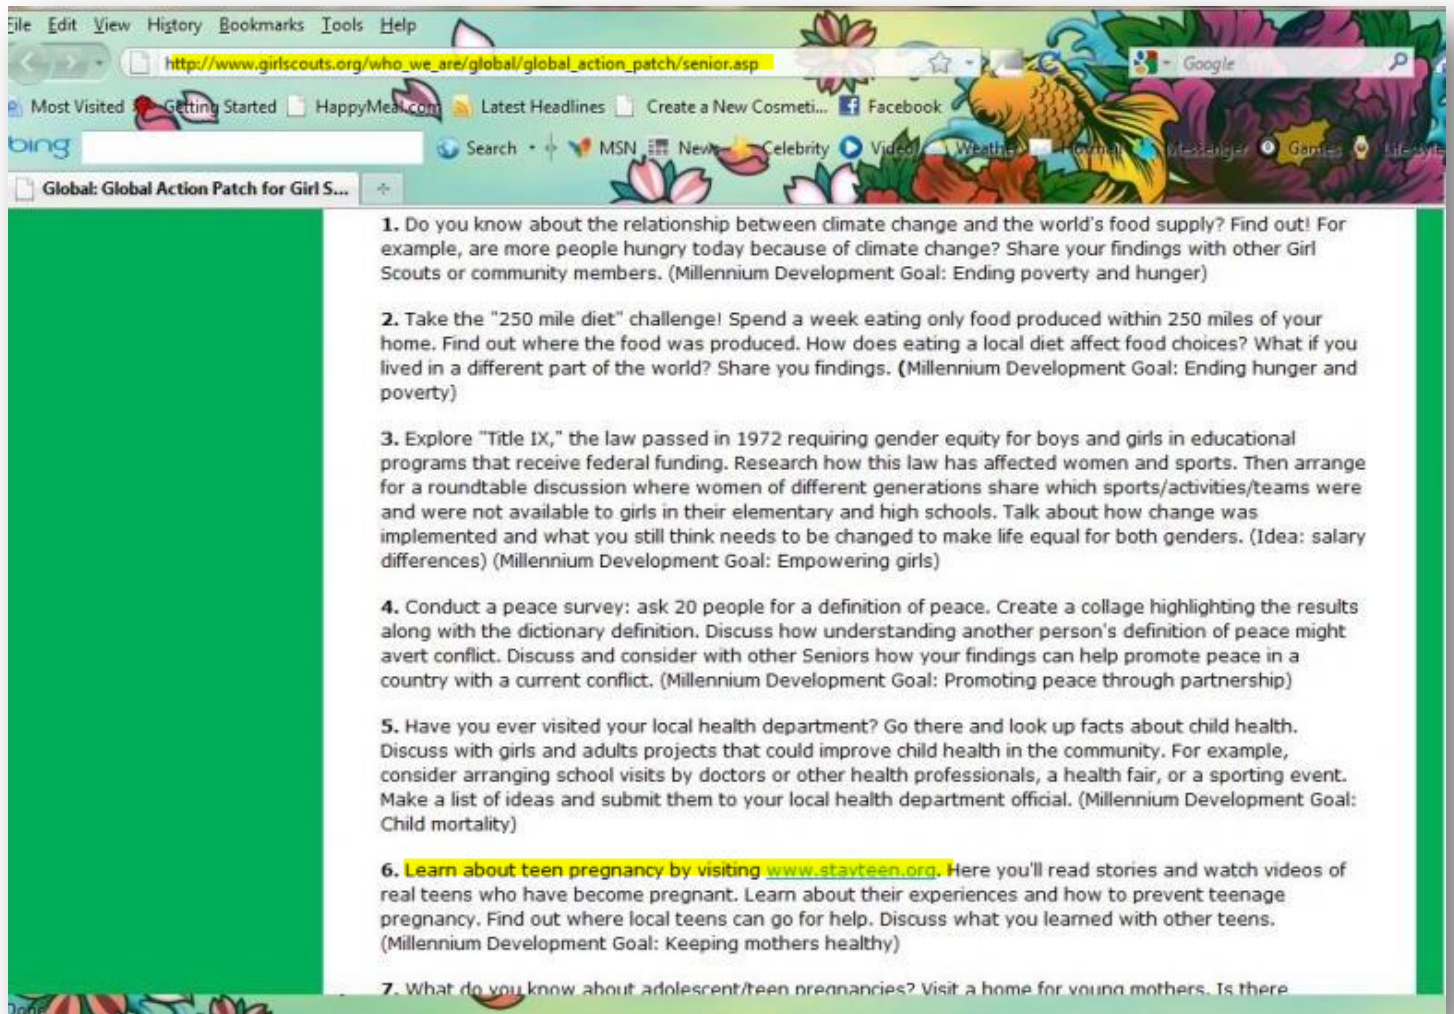 File Edit View History Bookmarks Tools Help
http://www.girlscouts.org/who_we_are/global/global_action_patch/senior.asp
Google
Most Visited Getting Started HappyMeal.com Latest Headlines Create a New Cosmeti... Facebook
bing Search MSN News Celebrity Video Weather Hotmail Messenger Games Lifestyle
Global: Global Action Patch for Girl S...
1. Do you know about the relationship between climate change and the world's food supply? Find out! For
example, are more people hungry today because of climate change? Share your findings with other Girl
Scouts or community members. (Millennium Development Goal: Ending poverty and hunger)
2. Take the "250 mile diet" challenge! Spend a week eating only food produced within 250 miles of your
home. Find out where the food was produced. How does eating a local diet affect food choices? What if you
lived in a different part of the world? Share you findings. (Millennium Development Goal: Ending hunger and
poverty)
3. Explore "Title IX," the law passed in 1972 requiring gender equity for boys and girls in educational
programs that receive federal funding. Research how this law has affected women and sports. Then arrange
for a roundtable discussion where women of different generations share which sports/activities/teams were
and were not available to girls in their elementary and high schools. Talk about how change was
implemented and what you still think needs to be changed to make life equal for both genders. (Idea: salary
differences) (Millennium Development Goal: Empowering girls)
4. Conduct a peace survey: ask 20 people for a definition of peace. Create a collage highlighting the results
along with the dictionary definition. Discuss how understanding another person's definition of peace might
avert conflict. Discuss and consider with other Seniors how your findings can help promote peace in a
country with a current conflict. (Millennium Development Goal: Promoting peace through partnership)
5. Have you ever visited your local health department? Go there and look up facts about child health.
Discuss with girls and adults projects that could improve child health in the community. For example,
consider arranging school visits by doctors or other health professionals, a health fair, or a sporting event.
Make a list of ideas and submit them to your local health department official. (Millennium Development Goal:
Child mortality)
6. Learn about teen pregnancy by visiting www.stayteen.org. Here you'll read stories and watch videos of
real teens who have become pregnant. Learn about their experiences and how to prevent teenage
pregnancy. Find out where local teens can go for help. Discuss what you learned with other teens.
(Millennium Development Goal: Keeping mothers healthy)
7. What do you know about adolescent/teen pregnancies? Visit a home for young mothers. Is there
Done